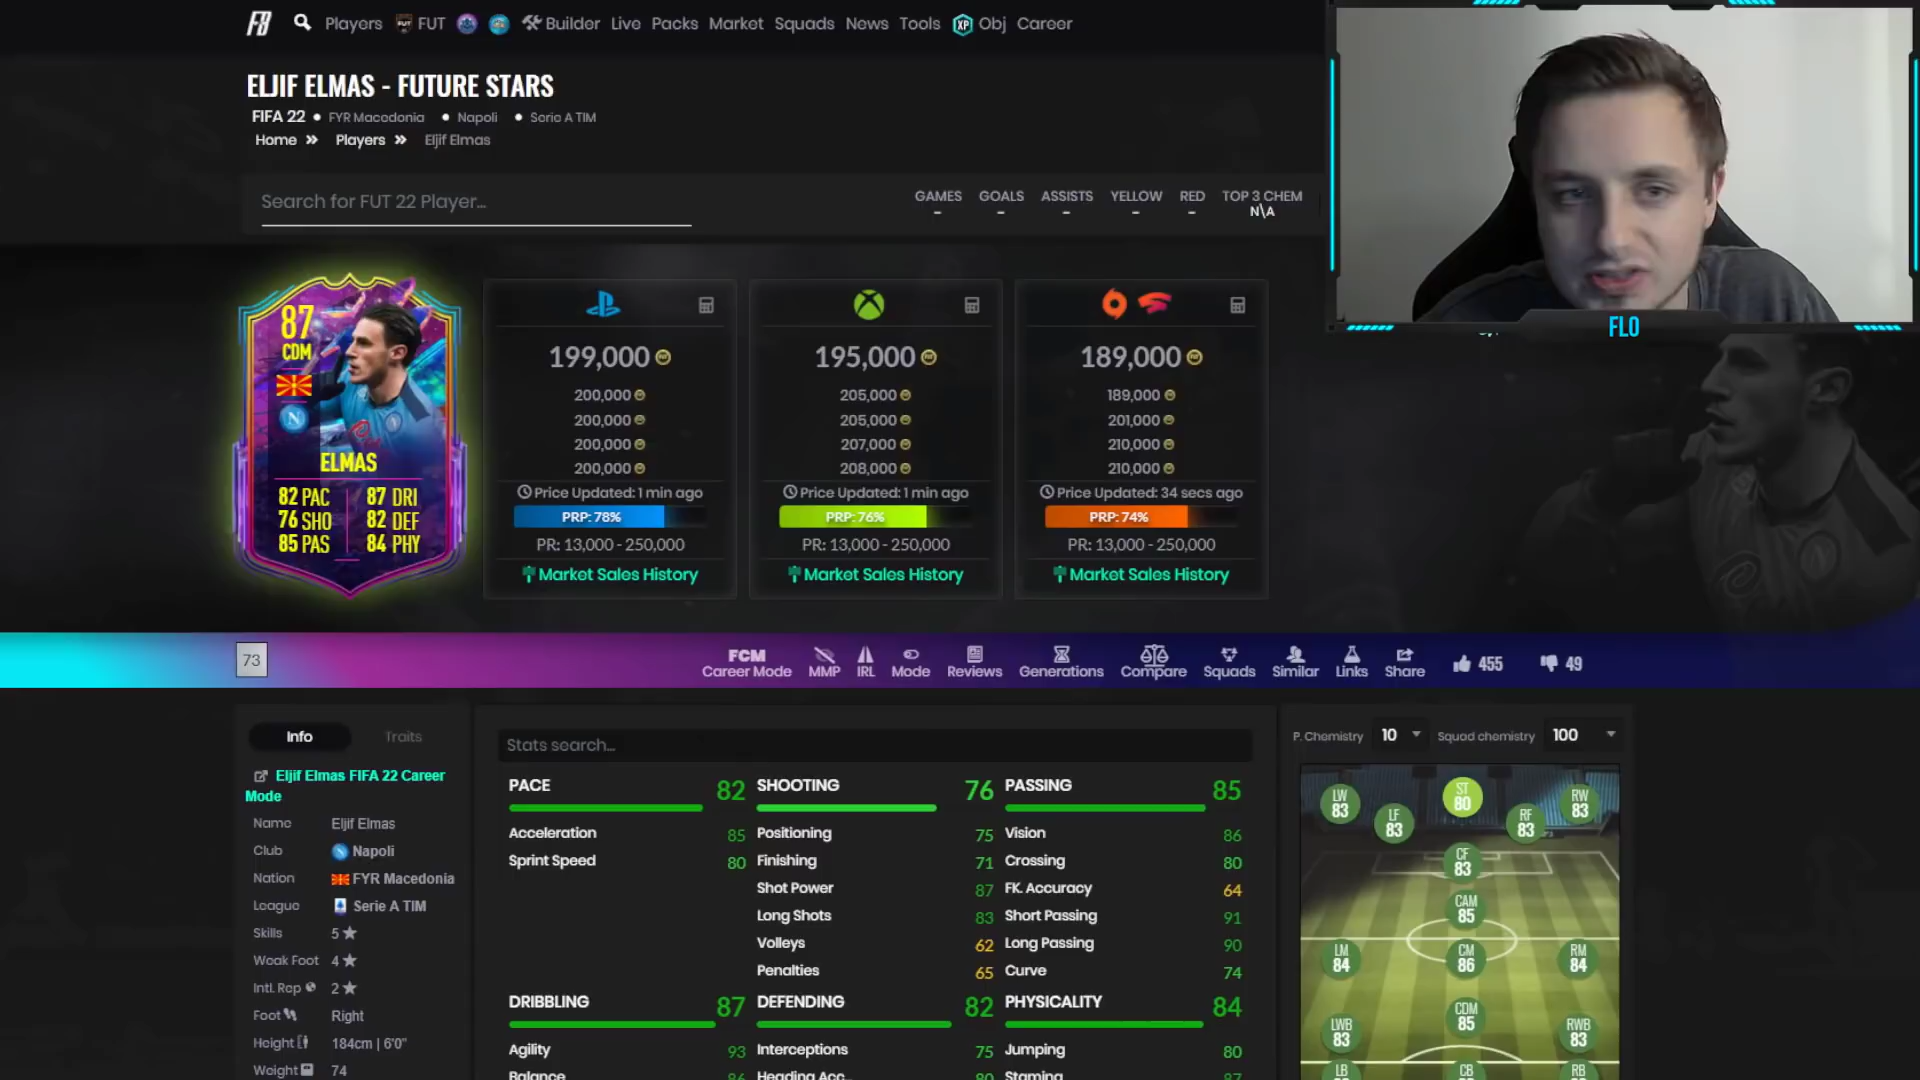 FB Players FUT Builder Live Packs Market Squads News Tools XP Obj Career
ELJIF ELMAS - FUTURE STARS
FIFA 22 • FYR Macedonia • Napoli • Serie A TIM
Home » Players » Eljif Elmas
Search for FUT 22 Player...
GAMES GOALS ASSISTS YELLOW RED TOP 3 CHEM
- - - - - N\A
FLO
87
CDM
N
ELMAS
82 PAC 87 DRI
76 SHO 82 DEF
85 PAS 84 PHY
199,000
200,000
200,000
200,000
200,000
Price Updated: 1 min ago
PRP: 78%
PR: 13,000 - 250,000
Market Sales History
195,000
205,000
205,000
207,000
208,000
Price Updated: 1 min ago
PRP: 76%
PR: 13,000 - 250,000
Market Sales History
189,000
189,000
201,000
210,000
210,000
Price Updated: 34 secs ago
PRP: 74%
PR: 13,000 - 250,000
Market Sales History
73
FCM
Career Mode MMP IRL Mode Reviews Generations Compare Squads Similar Links Share 455 49
Info Traits
Eljif Elmas FIFA 22 Career
Mode
Name Eljif Elmas
Club Napoli
Nation FYR Macedonia
League Serie A TIM
Skills 5 ★
Weak Foot 4 ★
Intl. Rep 2 ★
Foot Right
Height 184cm | 6'0"
Weight 74
Stats search...
PACE 82
Acceleration 85
Sprint Speed 80
SHOOTING 76
Positioning 75
Finishing 71
Shot Power 87
Long Shots 83
Volleys 62
Penalties 65
PASSING 85
Vision 86
Crossing 80
FK. Accuracy 64
Short Passing 91
Long Passing 90
Curve 74
DRIBBLING 87
Agility 93
Balance 86
DEFENDING 82
Interceptions 75
Heading Acc. 80
PHYSICALITY 84
Jumping 80
Stamina 87
P. Chemistry 10 Squad chemistry 100
LW 83
ST 80
RW 83
LF 83
RF 83
CF 83
CAM 85
LM 84
CM 86
RM 84
CDM 85
LWB 83
RWB 83
LB
CB
RB